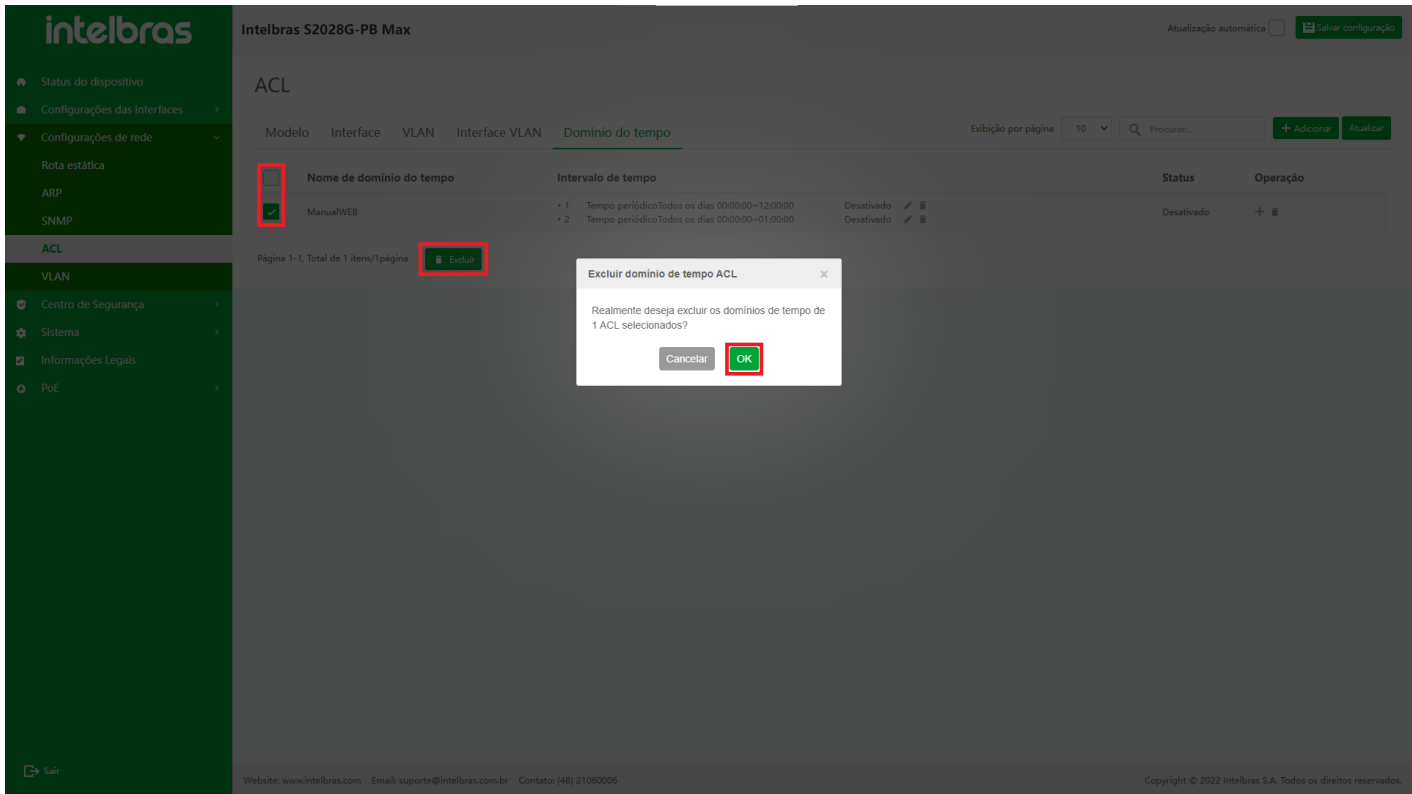 intelbras
Intelbras S2028G-PB Max
Atualização automática
Salvar configuração
Status do dispositivo
Configurações das interfaces
Configurações de rede
Rota estática
ARP
SNMP
ACL
VLAN
Centro de Segurança
Sistema
Informações Legais
PoE
Sair
ACL
Modelo Interface VLAN Interface VLAN Domínio do tempo
Exibição por página 10 Procurar... + Adicionar Atualizar
Nome de domínio do tempo Intervalo de tempo Status Operação
ManualWEB
• 1 Tempo periódicoTodos os dias 00:00:00~12:00:00 Desativado
• 2 Tempo periódicoTodos os dias 00:00:00~01:00:00 Desativado
Desativado
Página 1-1, Total de 1 itens/1página Excluir
Excluir domínio de tempo ACL ×
Realmente deseja excluir os domínios de tempo de
1 ACL selecionados?
Cancelar OK
Website: www.intelbras.com Email: suporte@intelbras.com.br Contato: (48) 21060006
Copyright © 2022 Intelbras S.A. Todos os direitos reservados.